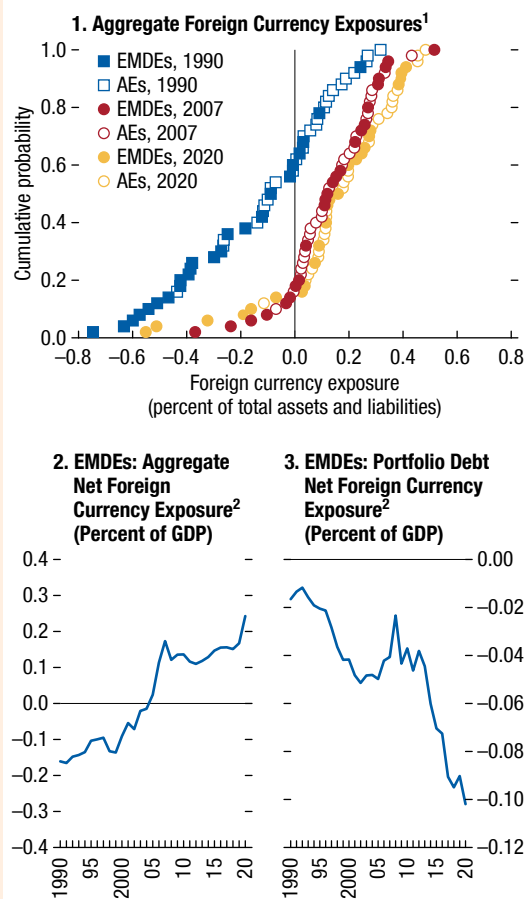 1. Aggregate Foreign Currency Exposures¹
1.0
0.8
0.6
0.4
0.2
0.0
Cumulative probability
EMDEs, 1990
AEs, 1990
EMDEs, 2007
AEs, 2007
EMDEs, 2020
AEs, 2020
–0.8 –0.6 –0.4 –0.2 0.0 0.2 0.4 0.6 0.8
Foreign currency exposure
(percent of total assets and liabilities)
2. EMDEs: Aggregate
Net Foreign
Currency Exposure²
(Percent of GDP)
0.4
0.3
0.2
0.1
0.0
–0.1
–0.2
–0.3
–0.4
1990 95 2000 05 10 15 20
3. EMDEs: Portfolio Debt
Net Foreign Currency
Exposure²
(Percent of GDP)
0.00
–0.02
–0.04
–0.06
–0.08
–0.10
–0.12
1990 95 2000 05 10 15 20